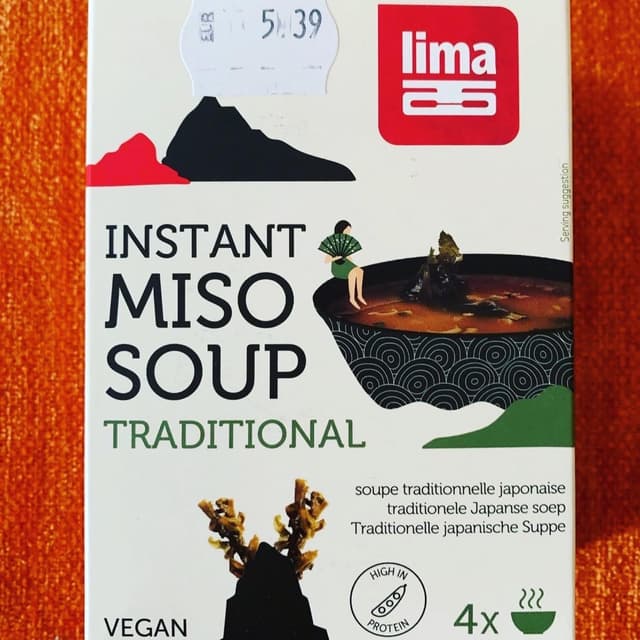 EUR 5 39
lima
Serving suggestion
INSTANT
MISO
SOUP
TRADITIONAL
soupe traditionnelle japonaise
traditionele Japanse soep
Traditionelle japanische Suppe
HIGH IN
PROTEIN
VEGAN
4x